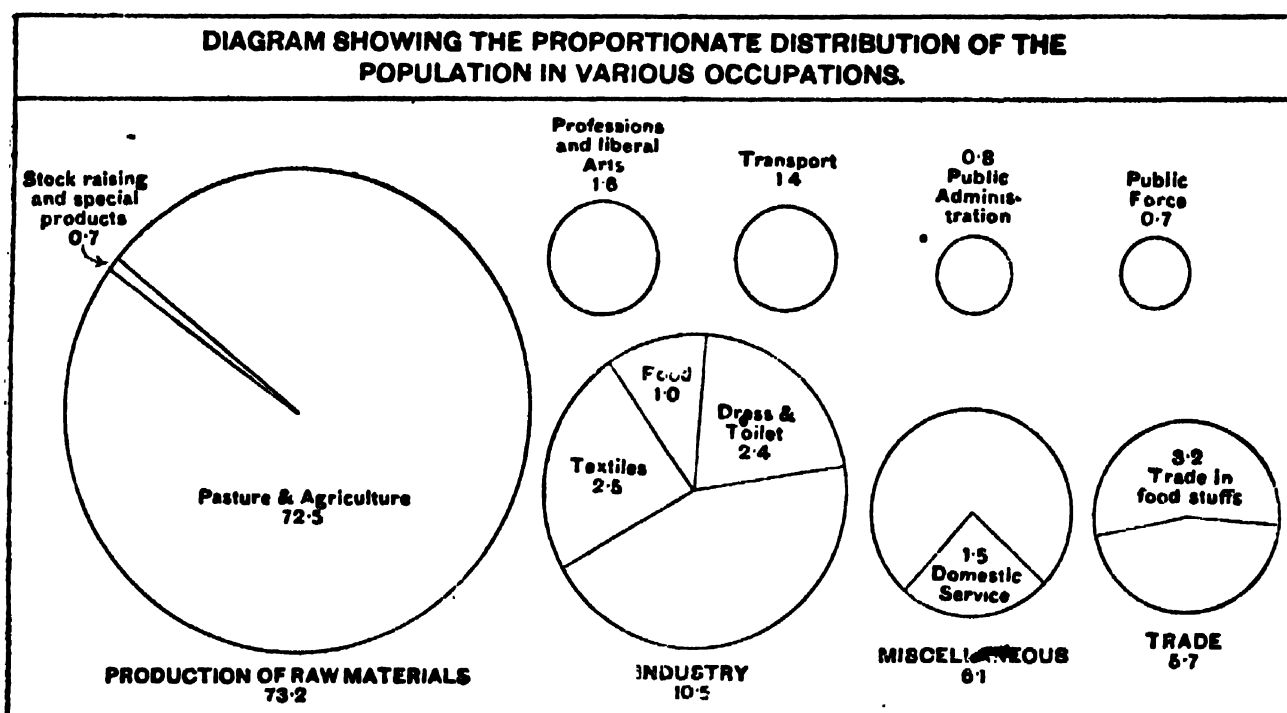 DIAGRAM SHOWING THE PROPORTIONATE DISTRIBUTION OF THE
POPULATION IN VARIOUS OCCUPATIONS.
Stock raising
and special
products
0·7
Pasture & Agriculture
72·5
PRODUCTION OF RAW MATERIALS
73·2
Professions
and liberal
Arts
1·6
Transport
1·4
0·8
Public
Adminis-
tration
Public
Force
0·7
Food
1·0
Dress &
Toilet
2·4
Textiles
2·5
INDUSTRY
10·5
1·5
Domestic
Service
MISCELLANEOUS
6·1
3·2
Trade in
food stuffs
TRADE
5·7